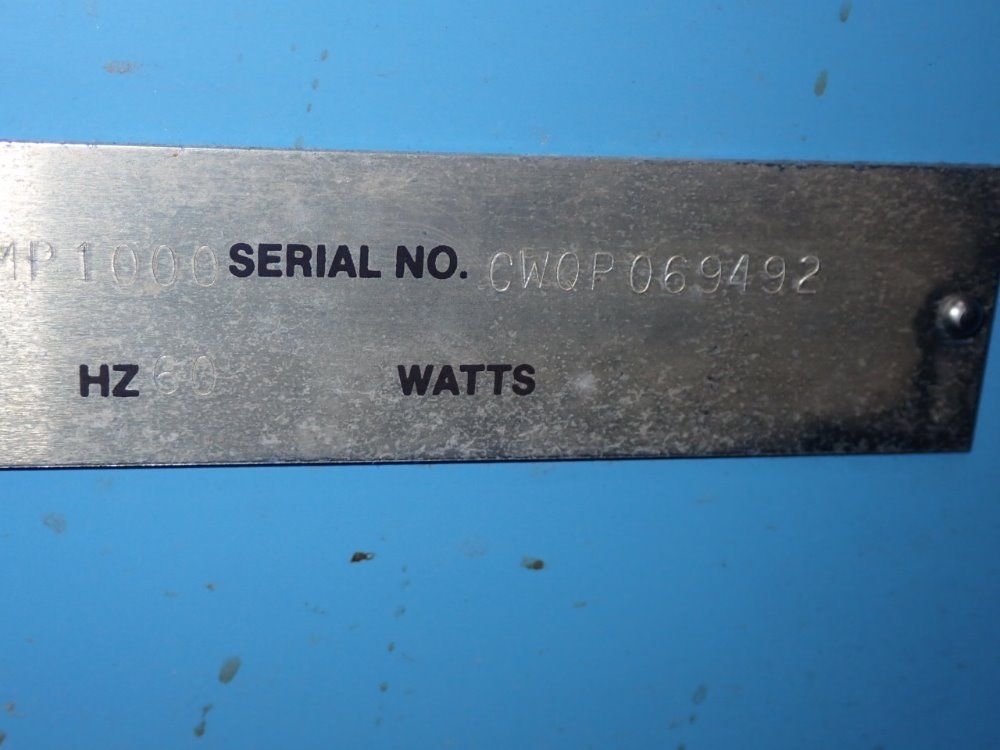 MP1000 SERIAL NO. CWQP069492
HZ 60 WATTS